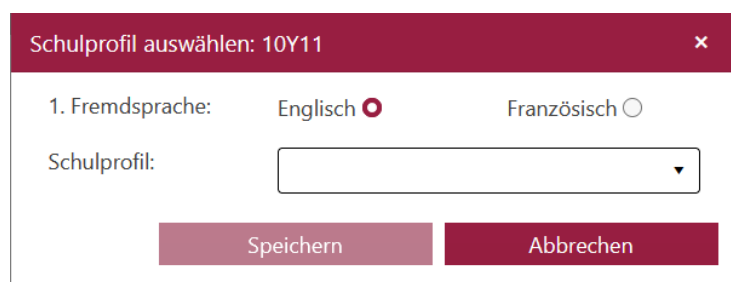 Schulprofil auswählen: 10Y11 ×
1. Fremdsprache: Englisch Französisch
Schulprofil:
Speichern Abbrechen